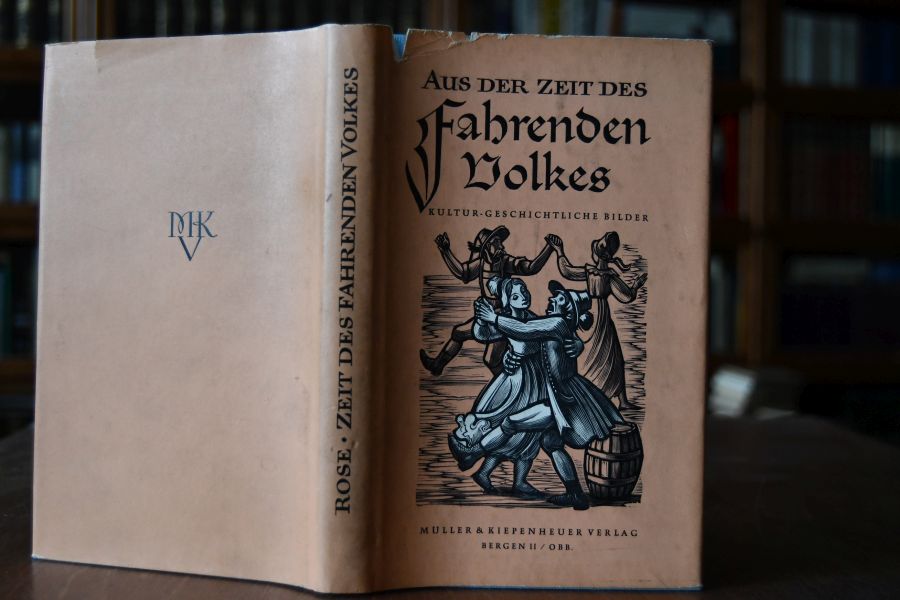 MVK
ROSE · ZEIT DES FAHRENDEN VOLKES
AUS DER ZEIT DES
Fahrenden
Volkes
KULTUR-GESCHICHTLICHE BILDER
MÜLLER & KIEPENHEUER VERLAG
BERGEN II / OBB.